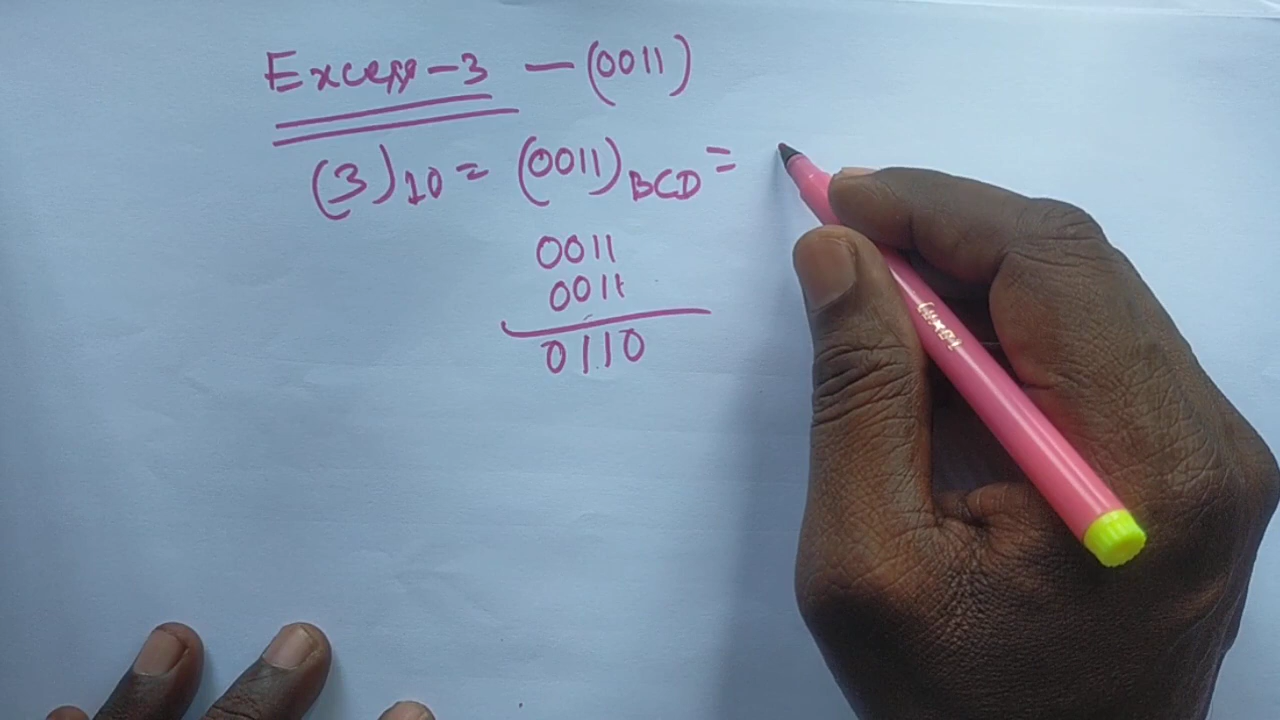 Excess-3 - (0011)
(3)10 = (0011)BCD =
0011
0011
0110